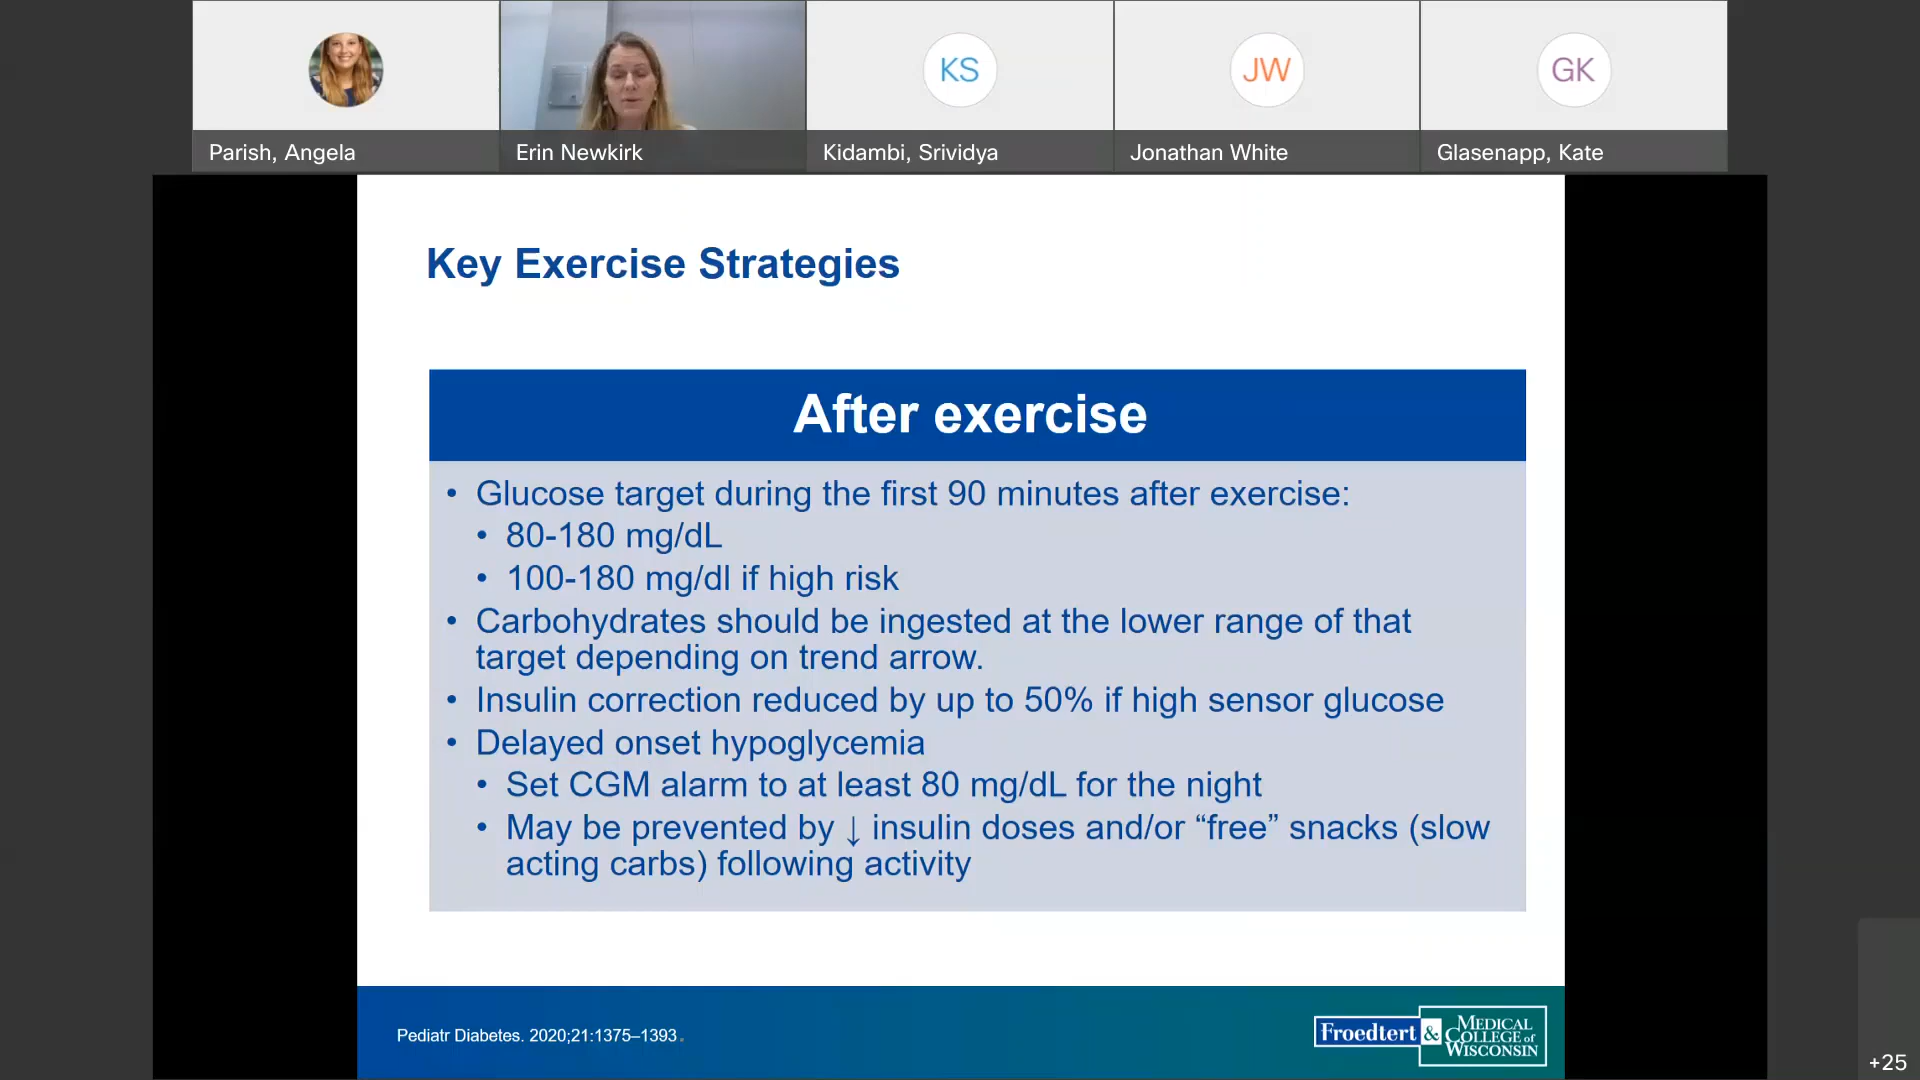 KS
JW
GK
Parish, Angela
Erin Newkirk
Kidambi, Srividya
Jonathan White
Glasenapp, Kate
Key Exercise Strategies
After exercise
• Glucose target during the first 90 minutes after exercise:
• 80-180 mg/dL
• 100-180 mg/dl if high risk
• Carbohydrates should be ingested at the lower range of that
target depending on trend arrow.
• Insulin correction reduced by up to 50% if high sensor glucose
• Delayed onset hypoglycemia
• Set CGM alarm to at least 80 mg/dL for the night
• May be prevented by ↓ insulin doses and/or “free” snacks (slow
acting carbs) following activity
Pediatr Diabetes. 2020;21:1375–1393.
Froedtert &
MEDICAL
COLLEGE of
WISCONSIN
+25